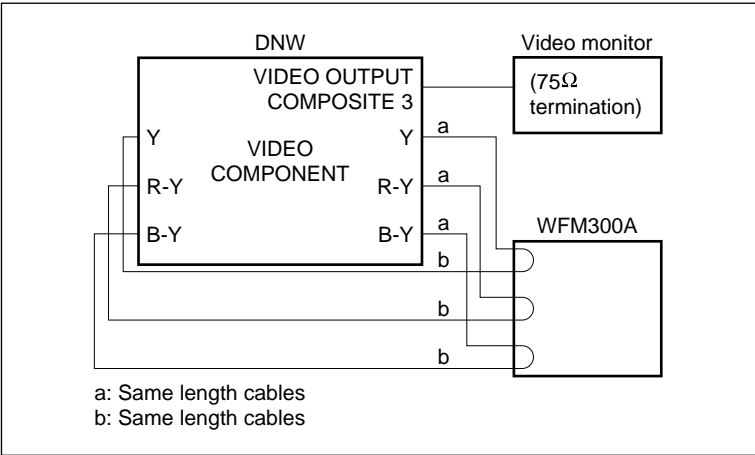 DNW
Video monitor
VIDEO OUTPUT
COMPOSITE 3
(75Ω
termination)
Y
VIDEO
COMPONENT
Y
a
R-Y
R-Y
a
B-Y
B-Y
a
WFM300A
b
b
b
a: Same length cables
b: Same length cables